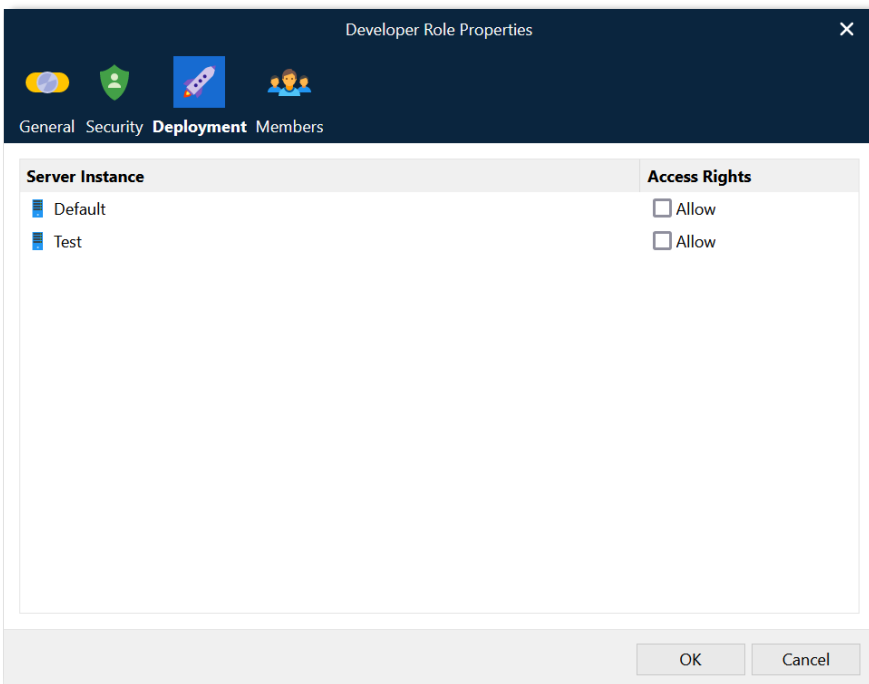 Developer Role Properties
General Security Deployment Members
Server Instance Access Rights
Default Allow
Test Allow
OK Cancel